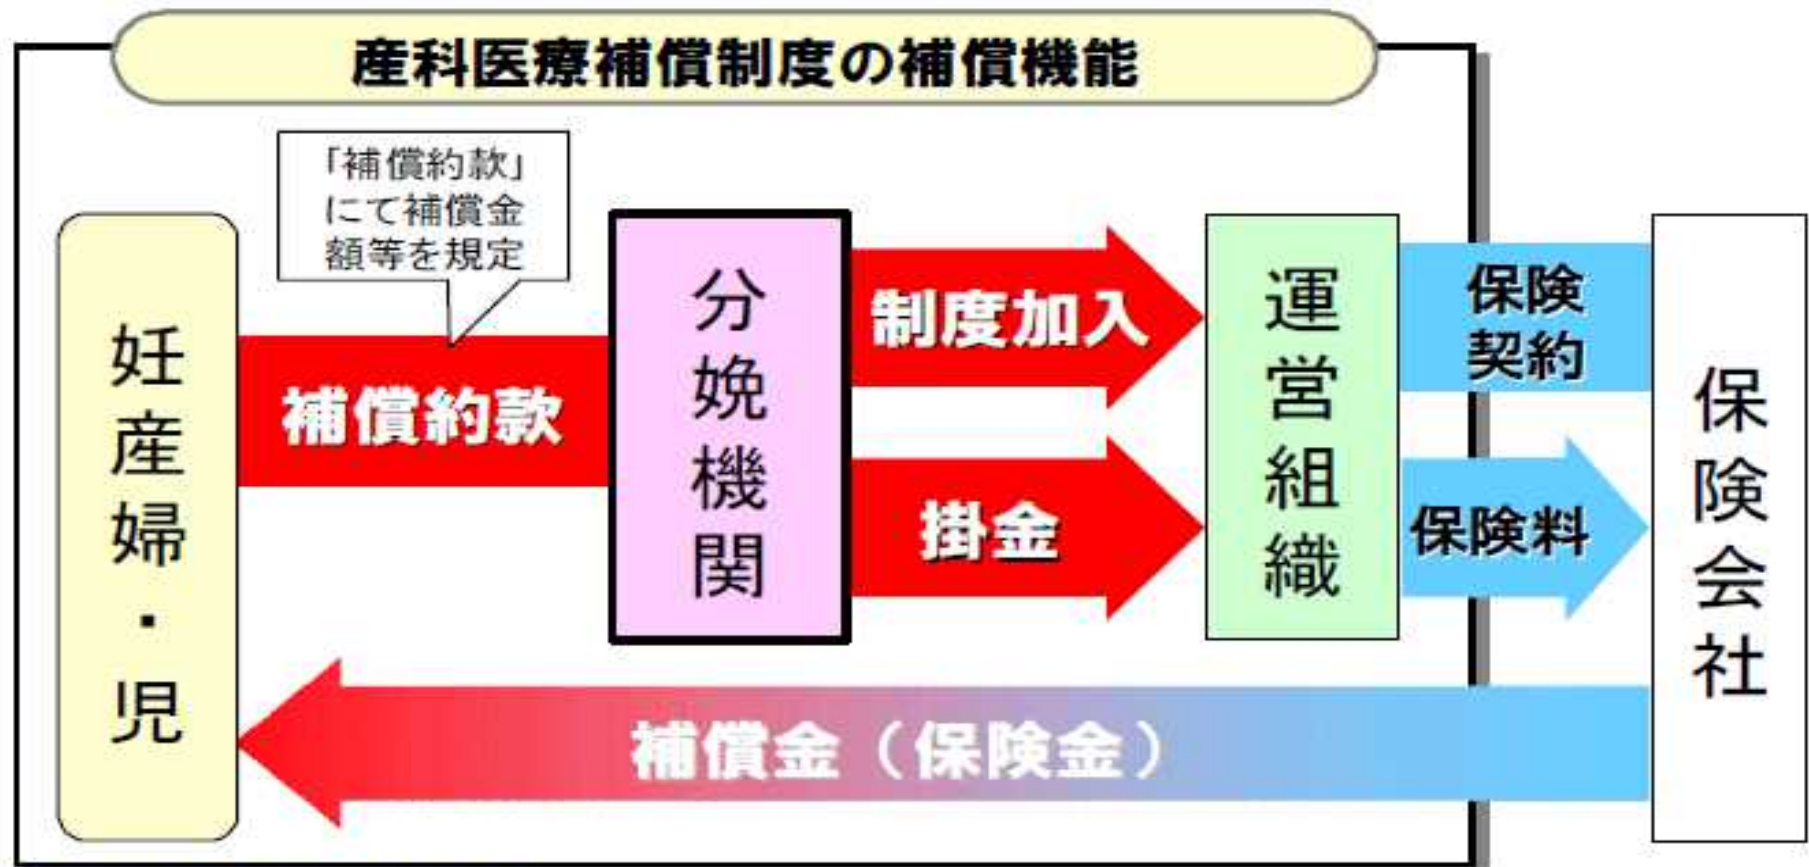 産科医療補償制度の補償機能
「補償約款」
にて補償金
額等を規定
妊産婦・児
補償約款
分娩機関
制度加入
掛金
運営組織
保険
契約
保険料
保険会社
補償金（保険金）